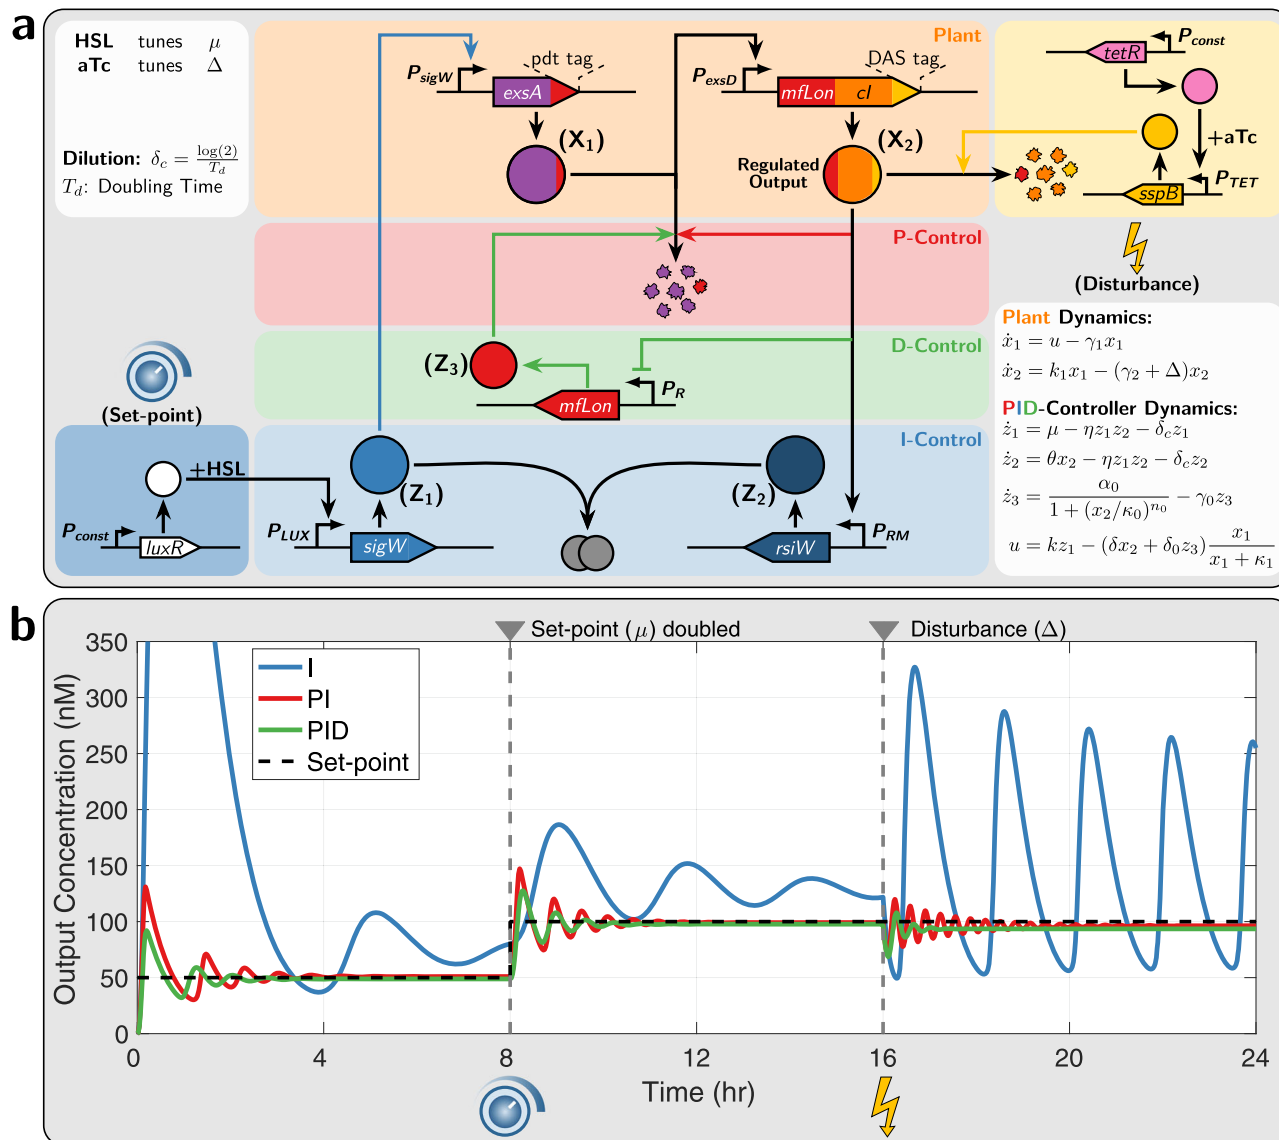 a
HSL tunes μ
aTc tunes Δ
Dilution: δ_c = log(2)/T_d
T_d: Doubling Time
Plant
P_sigW
pdt tag
exsA
(X_1)
P_exsD
DAS tag
mfLon cI
(X_2)
Regulated
Output
P_const
tetR
+aTc
P_TET
sspB
(Disturbance)
P-Control
D-Control
(Z_3)
P_R
mfLon
I-Control
(Set-point)
+HSL
P_const
luxR
(Z_1)
P_LUX
sigW
(Z_2)
P_RM
rsiW
Plant Dynamics:
ẋ_1 = u − γ_1x_1
ẋ_2 = k_1x_1 − (γ_2 + Δ)x_2
PID-Controller Dynamics:
ż_1 = μ − ηz_1z_2 − δ_cz_1
ż_2 = θx_2 − ηz_1z_2 − δ_cz_2
ż_3 = α_0/(1 + (x_2/κ_0)^{n_0}) − γ_0z_3
u = kz_1 − (δx_2 + δ_0z_3) x_1/(x_1 + κ_1)
b
Set-point (μ) doubled
Disturbance (Δ)
I
PI
PID
Set-point
Output Concentration (nM)
350
300
250
200
150
100
50
0
0 4 8 12 16 20 24
Time (hr)